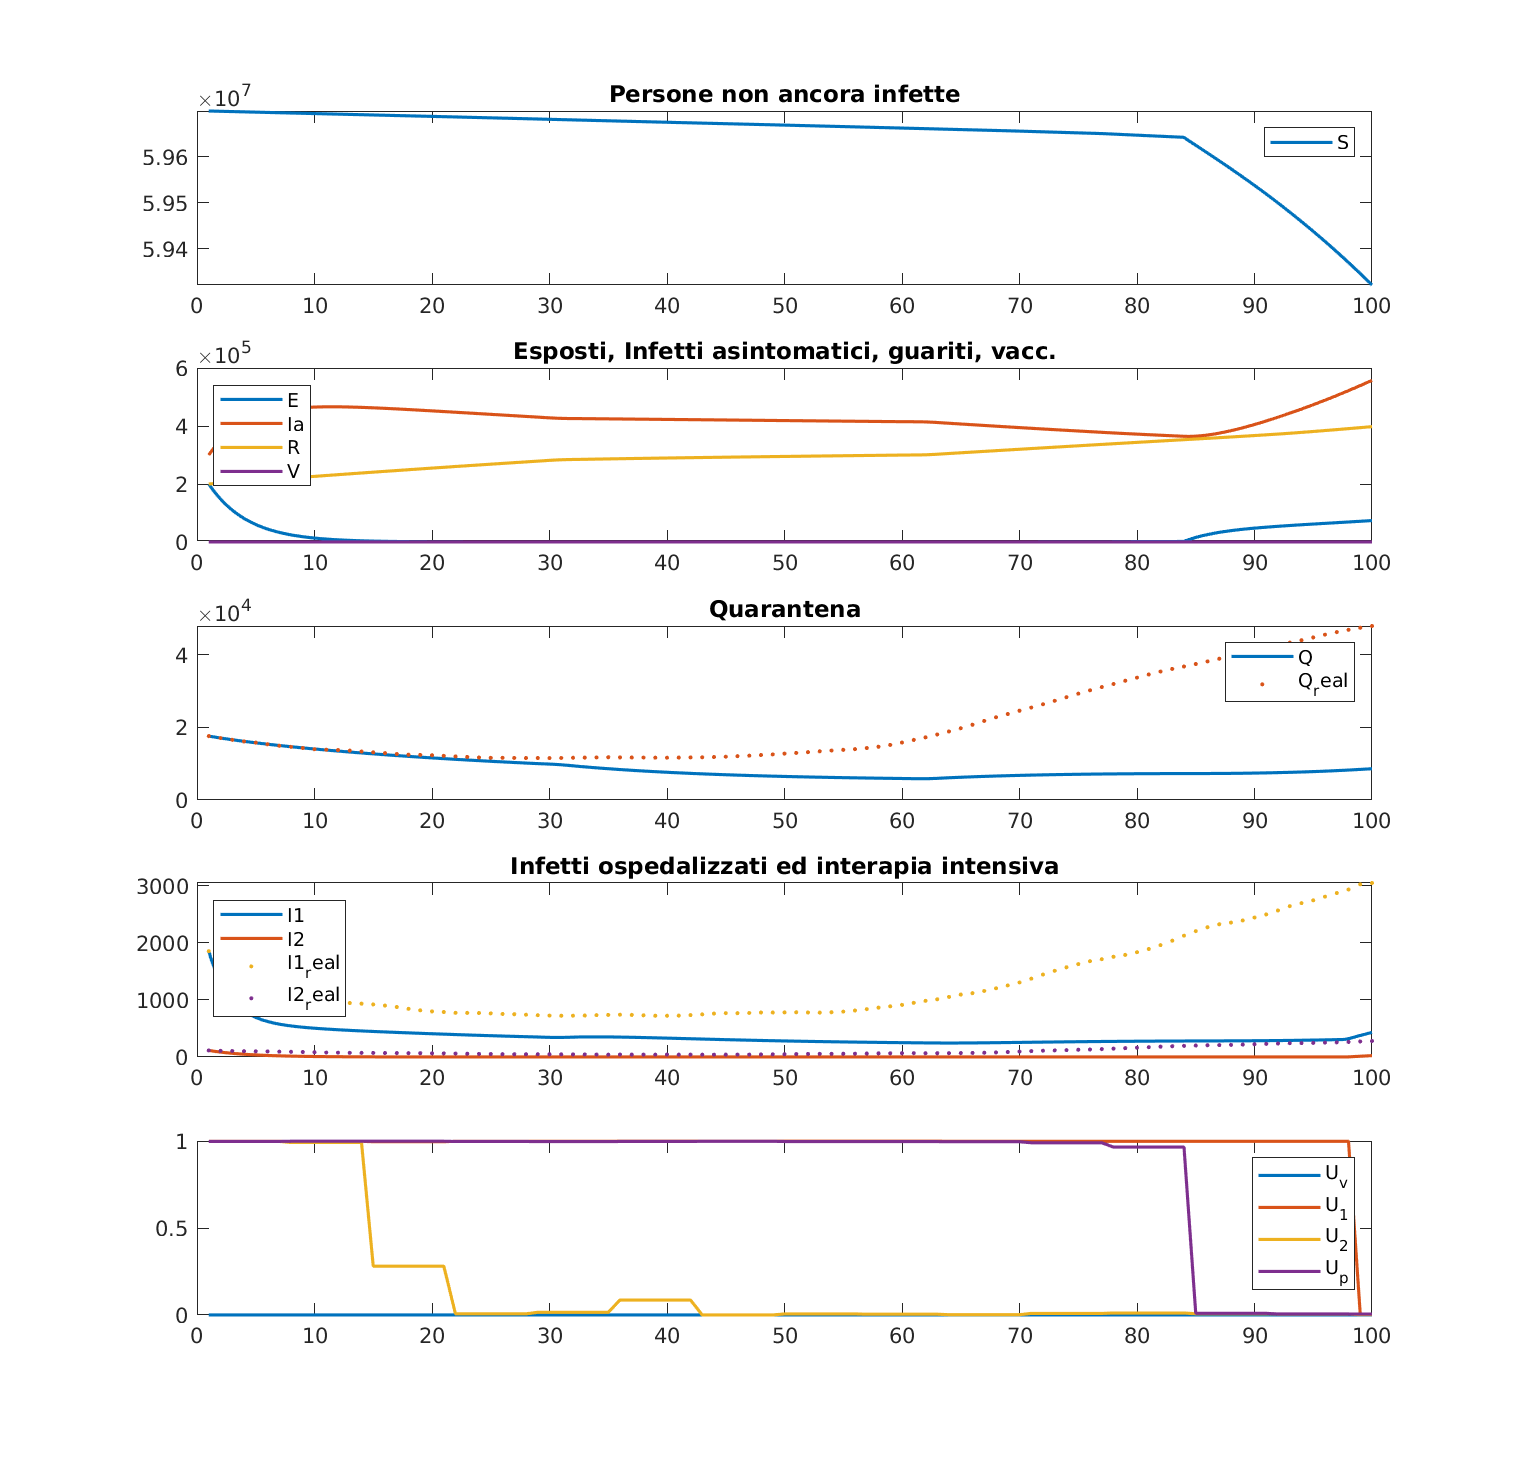 Persone non ancora infette
×10^7
5.96
5.95
5.94
S
0 10 20 30 40 50 60 70 80 90 100
Esposti, Infetti asintomatici, guariti, vacc.
×10^5
6
4
2
0
E
Ia
R
V
0 10 20 30 40 50 60 70 80 90 100
Quarantena
×10^4
4
2
0
Q
Q_real
0 10 20 30 40 50 60 70 80 90 100
Infetti ospedalizzati ed interapia intensiva
3000
2000
1000
0
I1
I2
I1_real
I2_real
0 10 20 30 40 50 60 70 80 90 100
1
0.5
0
U_v
U_1
U_2
U_p
0 10 20 30 40 50 60 70 80 90 100